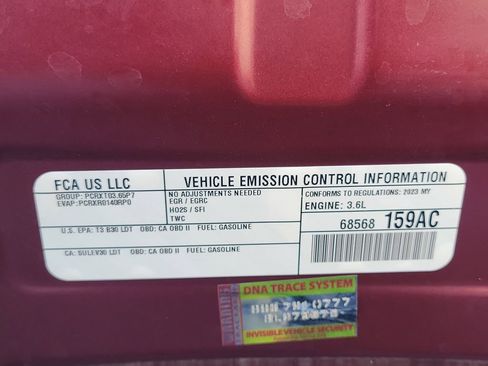 FCA US LLC
GROUP: PCRXT03.65P7
EVAP: PCRXR0140RP0
VEHICLE EMISSION CONTROL INFORMATION
NO ADJUSTMENTS NEEDED
EGR / EGRC
HO2S / SFI
TWC
CONFORMS TO REGULATIONS: 2023 MY
ENGINE: 3.6L
68568 159AC
U.S. EPA: T3 B30 LDT OBD: CA OBD II FUEL: GASOLINE
CA: SULEV30 LDT OBD: CA OBD II FUEL: GASOLINE
DNA TRACE SYSTEM
INVISIBLE VEHICLE SECURITY